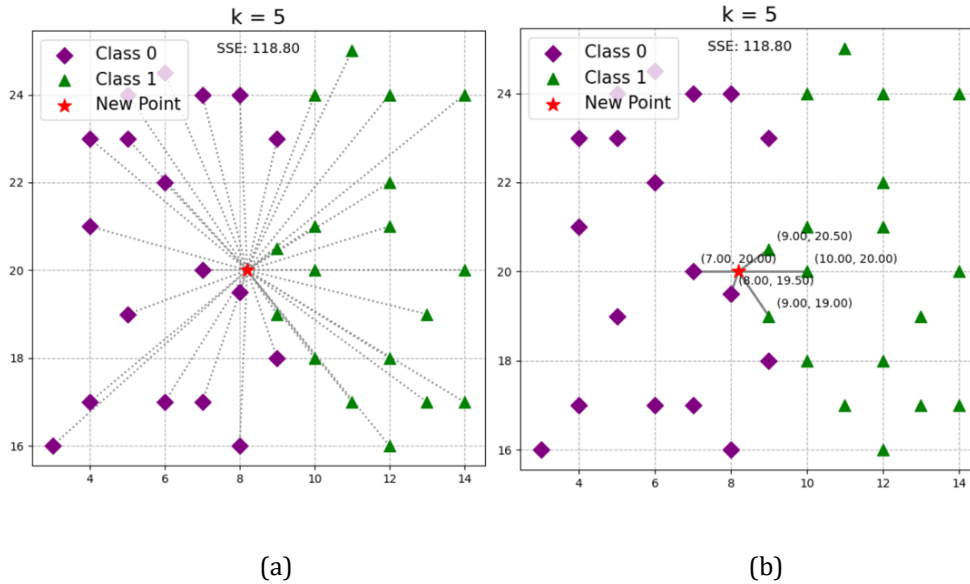 k = 5
SSE: 118.80
Class 0
Class 1
New Point
24
22
20
18
16
4 6 8 10 12 14
(a)
k = 5
SSE: 118.80
Class 0
Class 1
New Point
24
22
20
18
16
(9.00, 20.50)
(7.00, 20.00)
(10.00, 20.00)
(8.00, 19.50)
(9.00, 19.00)
4 6 8 10 12 14
(b)